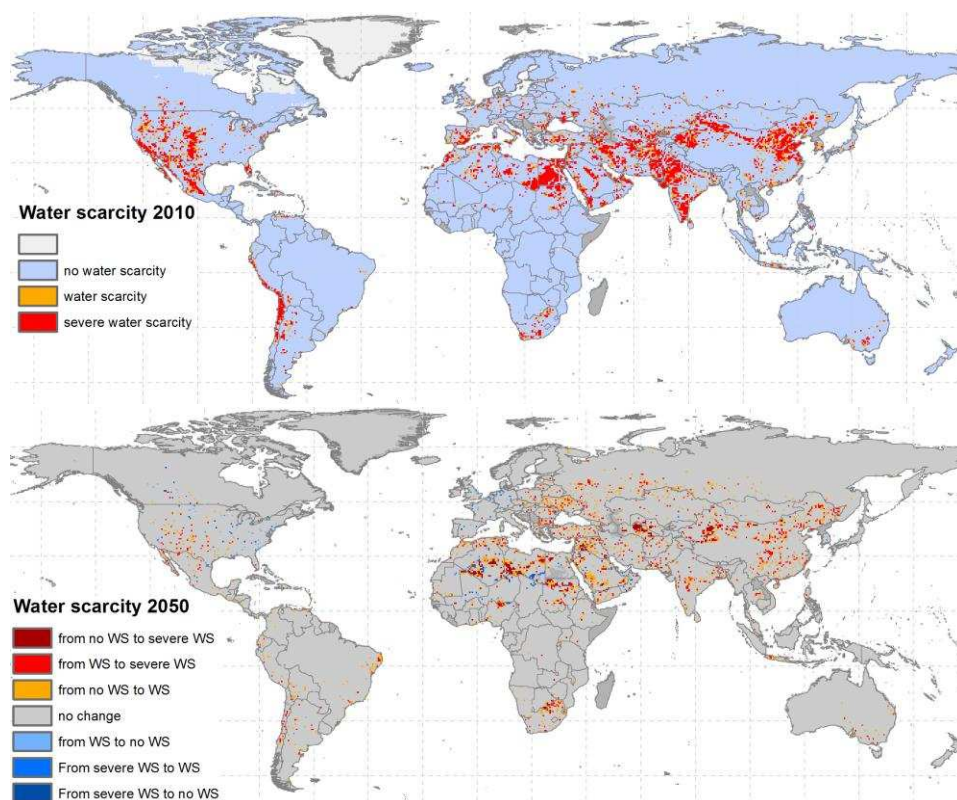 Water scarcity 2010
no water scarcity
water scarcity
severe water scarcity
Water scarcity 2050
from no WS to severe WS
from WS to severe WS
from no WS to WS
no change
from WS to no WS
From severe WS to WS
From severe WS to no WS